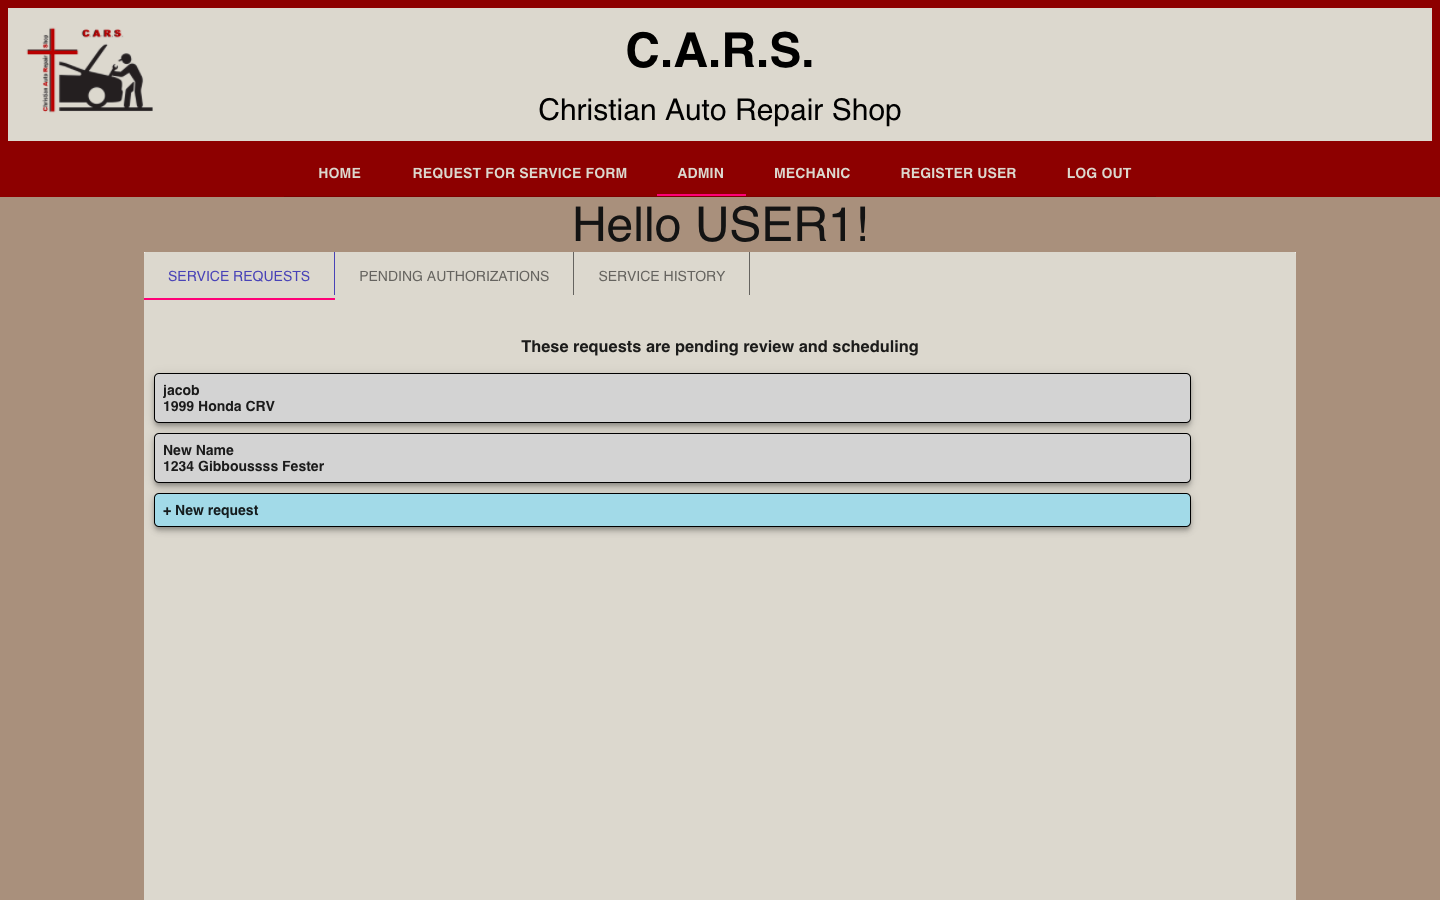 C.A.R.S.
Christian Auto Repair Shop
C.A.R.S.
Christian Auto Repair Shop
HOME REQUEST FOR SERVICE FORM ADMIN MECHANIC REGISTER USER LOG OUT
Hello USER1!
SERVICE REQUESTS PENDING AUTHORIZATIONS SERVICE HISTORY
These requests are pending review and scheduling
jacob
1999 Honda CRV
New Name
1234 Gibboussss Fester
+ New request